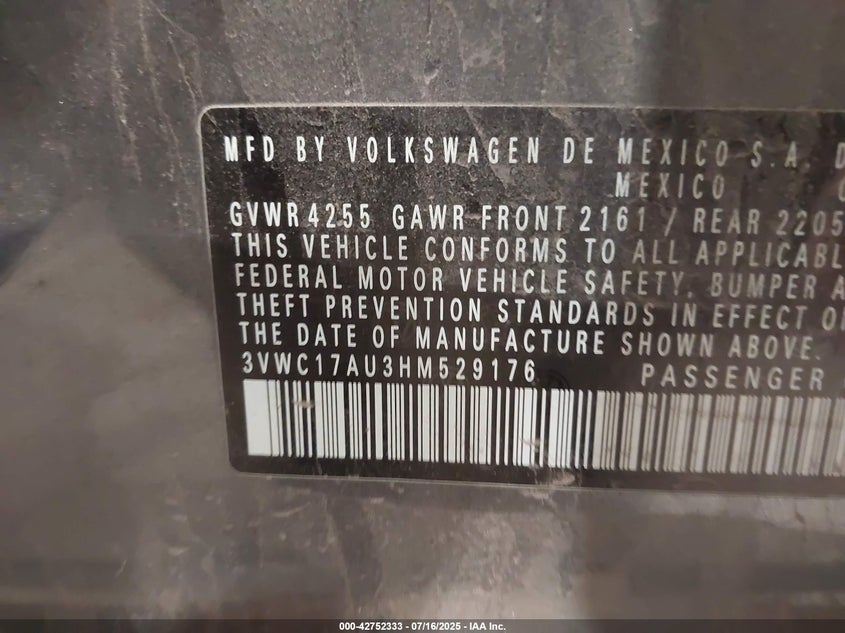 MFD BY VOLKSWAGEN DE MEXICO S.A. D
MEXICO
GVWR 4255 GAWR FRONT 2161 / REAR 2205
THIS VEHICLE CONFORMS TO ALL APPLICABL
FEDERAL MOTOR VEHICLE SAFETY, BUMPER A
THEFT PREVENTION STANDARDS IN EFFECT O
THE DATE OF MANUFACTURE SHOWN ABOVE.
3VWC17AU3HM529176 PASSENGER
000-42752333 - 07/16/2025 - IAA Inc.